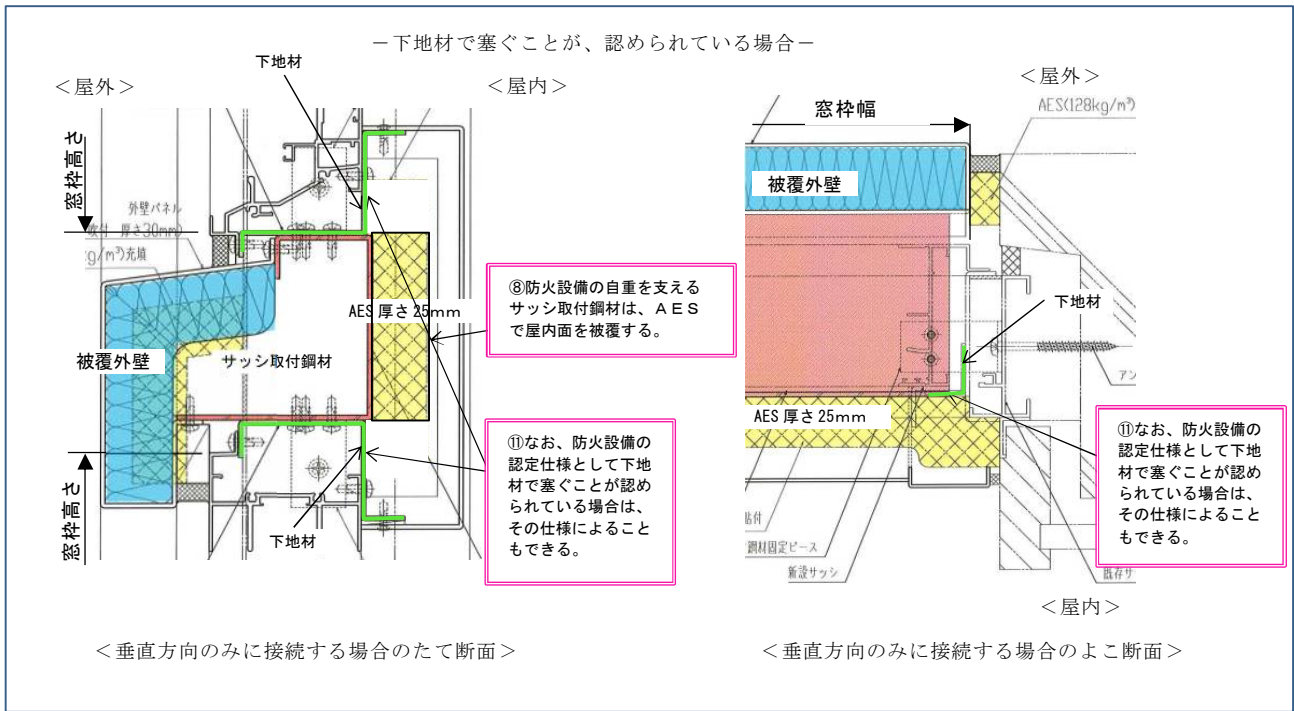 －下地材で塞ぐことが、認められている場合－
下地材
＜屋外＞
＜屋内＞
窓枠高さ
外壁パネル
吹付 厚さ30mm)
g/m³)充填
AES 厚さ 25mm
被覆外壁
サッシ取付鋼材
窓枠高さ
下地材
⑧防火設備の自重を支える
サッシ取付鋼材は、ＡＥＳ
で屋内面を被覆する。
⑪なお、防火設備の
認定仕様として下地
材で塞ぐことが認め
られている場合は、
その仕様によること
もできる。
＜垂直方向のみに接続する場合のたて断面＞
＜屋外＞
AES(128kg/m³)
窓枠幅
被覆外壁
下地材
アン
AES 厚さ 25mm
貼付
鋼材固定ピース
新設サッシ
既存サ
⑪なお、防火設備の
認定仕様として下地
材で塞ぐことが認め
られている場合は、
その仕様によること
もできる。
＜屋内＞
＜垂直方向のみに接続する場合のよこ断面＞